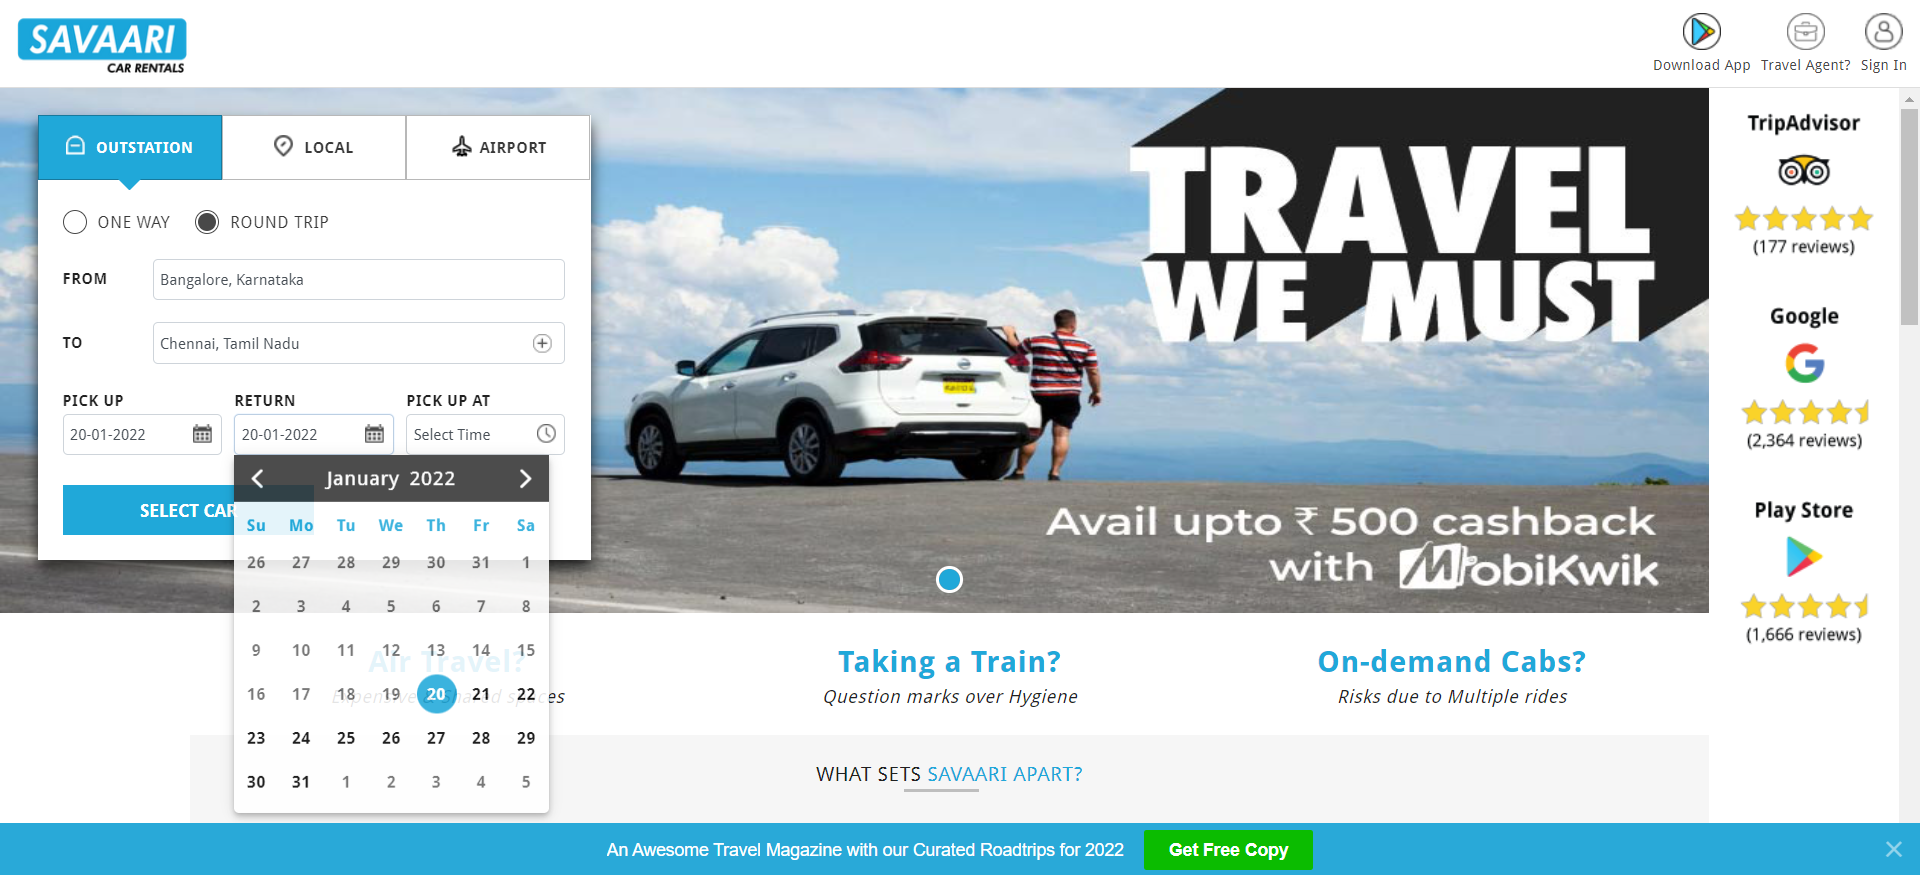 SAVAARI
CAR RENTALS
Download App
Travel Agent?
Sign In
OUTSTATION
LOCAL
AIRPORT
ONE WAY
ROUND TRIP
FROM
Bangalore, Karnataka
TO
Chennai, Tamil Nadu
PICK UP
RETURN
PICK UP AT
20-01-2022
20-01-2022
Select Time
SELECT CAR
January 2022
Su Mo Tu We Th Fr Sa
26 27 28 29 30 31 1
2 3 4 5 6 7 8
9 10 11 12 13 14 15
16 17 18 19 20 21 22
23 24 25 26 27 28 29
30 31 1 2 3 4 5
TRAVEL
WE MUST
Avail upto ₹ 500 cashback
with MobiKwik
TripAdvisor
(177 reviews)
Google
(2,364 reviews)
Play Store
(1,666 reviews)
Air Travel?
Expensive & Shared spaces
Taking a Train?
Question marks over Hygiene
On-demand Cabs?
Risks due to Multiple rides
WHAT SETS SAVAARI APART?
An Awesome Travel Magazine with our Curated Roadtrips for 2022
Get Free Copy